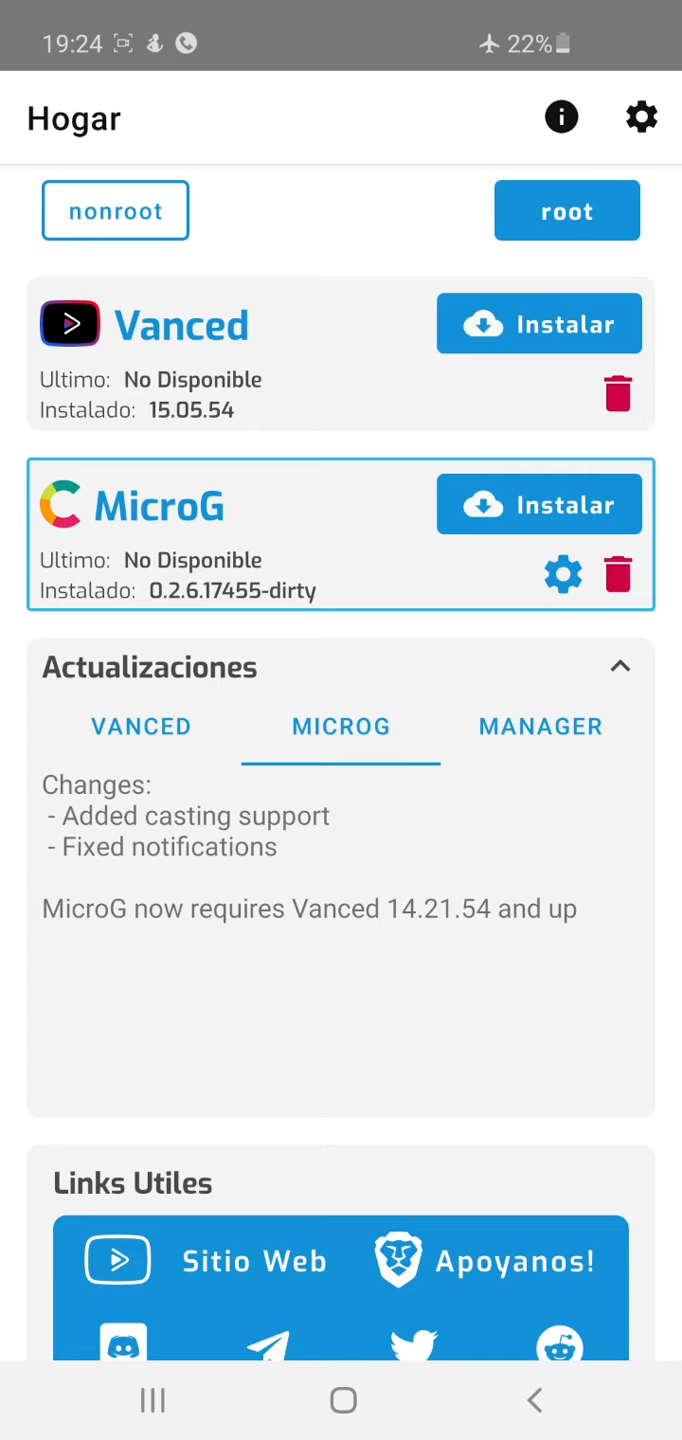 19:24 22%
Hogar
nonroot root
Vanced Instalar
Ultimo: No Disponible
Instalado: 15.05.54
MicroG Instalar
Ultimo: No Disponible
Instalado: 0.2.6.17455-dirty
Actualizaciones
VANCED MICROG MANAGER
Changes:
- Added casting support
- Fixed notifications
MicroG now requires Vanced 14.21.54 and up
Links Utiles
Sitio Web Apoyanos!